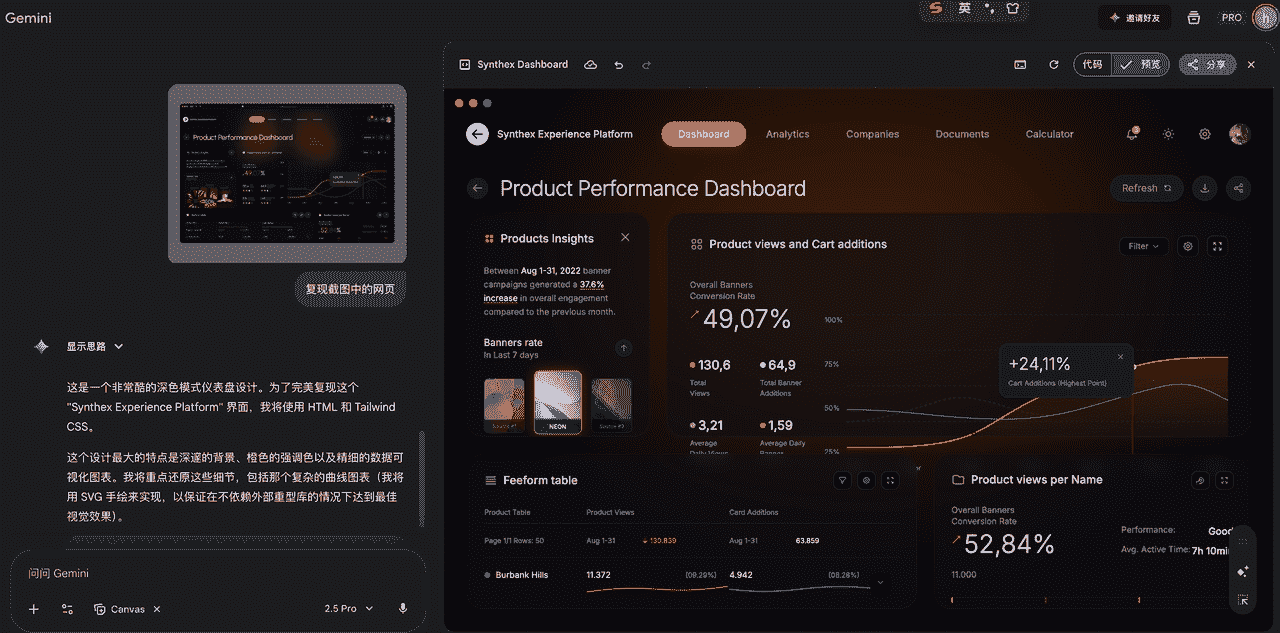 Gemini
英
邀请好友
PRO
h
Product Performance Dashboard
复现截图中的网页
显示思路
这是一个非常酷的深色模式仪表盘设计。为了完美复现这个
"Synthex Experience Platform" 界面，我将使用 HTML 和 Tailwind
CSS。
这个设计最大的特点是深邃的背景、橙色的强调色以及精细的数据可
视化图表。我将重点还原这些细节，包括那个复杂的曲线图表（我将
用 SVG 手绘来实现，以保证在不依赖外部重型库的情况下达到最佳
视觉效果）。
问问 Gemini
Canvas
2.5 Pro
Synthex Dashboard
代码
预览
分享
Synthex Experience Platform
Dashboard
Analytics
Companies
Documents
Calculator
Product Performance Dashboard
Refresh
Products Insights
Between Aug 1-31, 2022 banner
campaigns generated a 37.6%
increase in overall engagement
compared to the previous month.
Banners rate
In Last 7 days
Source #1
NEON
Source #3
Product views and Cart additions
Filter
Overall Banners
Conversion Rate
49,07%
130,6
Total
Views
64,9
Total Banner
Additions
3,21
Average
Daily Views
1,59
Average Daily
Banner
100%
75%
50%
25%
+24,11%
Cart Additions (Highest Point)
Feeform table
Product Table
Product Views
Card Additions
Page 1/1 Rows: 50
Aug 1-31
130.839
Aug 1-31
63.859
Burbank Hills
11.372
(09.29%)
4.942
(08.28%)
Product views per Name
Overall Banners
Conversion Rate
52,84%
Performance:
Good
Avg. Active Time:
7h 10min
11.000